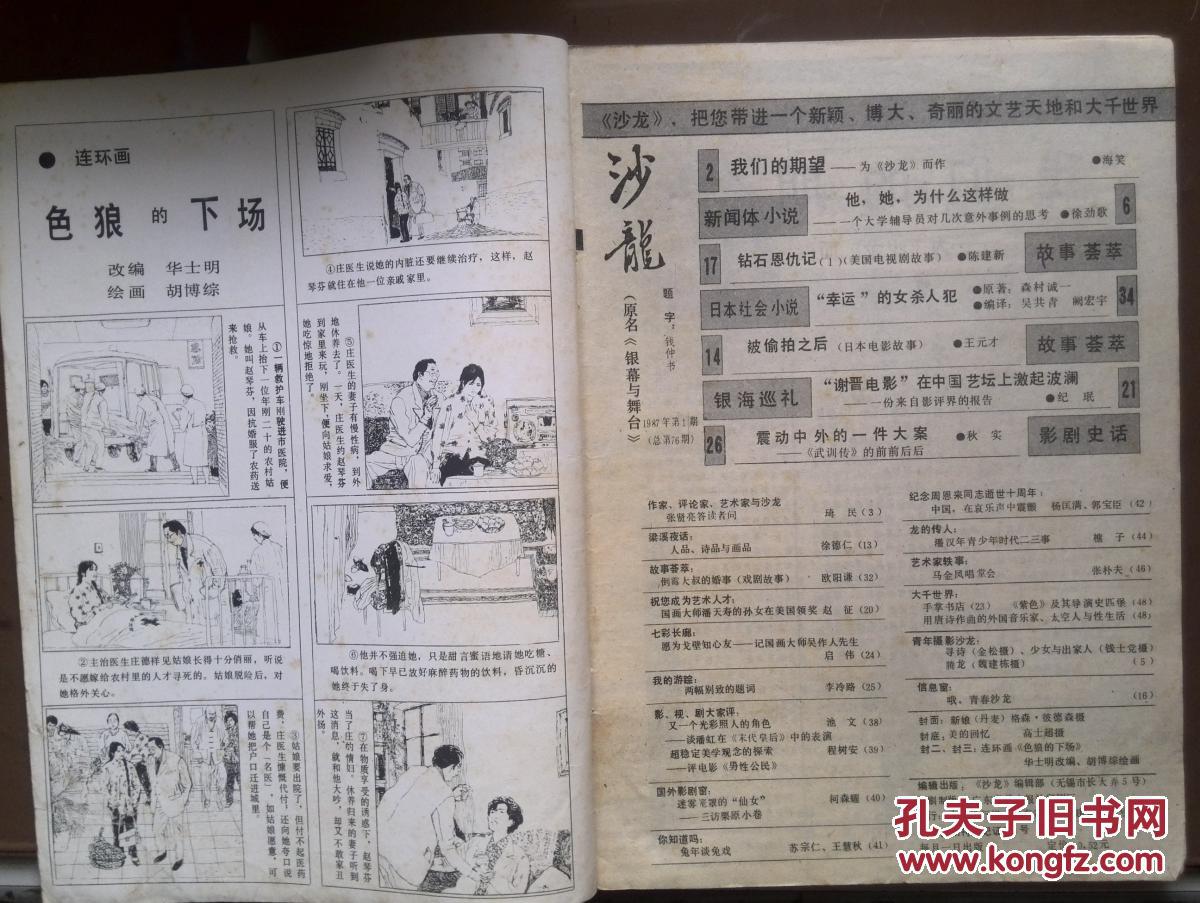 ● 连环画
色狼的下场
改编 华士明
绘画 胡博综
①一辆救护车刚驶进市医院，便
从车上抬下一位年刚二十的农村姑
娘。她叫赵琴芬，因抗婚服了农药送
来抢救。
②主治医生庄德祥见姑娘长得十分俏丽，听说
是不愿嫁给农村里的人才寻死的。姑娘脱险后，对
她格外关心。
③姑娘要出院了，但付不起医药
费，庄医生慷慨代付，还向她夸口说
自己是个“名医”，如姑娘愿意，可
以帮她把户口迁进城里。
④庄医生说她的内脏还要继续治疗，这样，赵
琴芬就住在他一位亲戚家里。
⑤庄医生的妻子有慢性病，到外
地休养去了。一天，庄医生约赵琴芬
到家里来玩，刚坐下，便向姑娘求爱，
她吃惊地拒绝了。
⑥他并不强迫她，只是甜言蜜语地请她吃糖、
喝饮料。喝下早已放好麻醉药物的饮料，昏沉沉的
她终于失了身。
⑦在物质享受的诱惑下，赵琴芬
当了庄的情妇。休养归来的妻子听到
这消息，就和他大吵，却又不敢家丑
外扬。
《沙龙》，把您带进一个新颖、博大、奇丽的文艺天地和大千世界
沙龍
（原名《银幕与舞台》）
题字：钱仲书
1987年第1期
（总第76期）
2 我们的期望——为《沙龙》而作 ●海笑
新闻体小说 他，她，为什么这样做
——一个大学辅导员对几次意外事例的思考 ●徐劲歌 6
17 钻石恩仇记(1)(美国电视剧故事) ●陈建新 故事荟萃
日本社会小说 “幸运”的女杀人犯 ●原著：森村诚一
●编译：吴共青 阙宏宇 34
14 被偷拍之后（日本电影故事） ●王元才 故事荟萃
银海巡礼 “谢晋电影”在中国艺坛上激起波澜
——一份来自影评界的报告 ●纪珉 21
26 震动中外的一件大案 ●秋实 影剧史话
《武训传》的前前后后
作家、评论家、艺术家与沙龙
张贤亮答读者问 琦民(3)
梁溪夜话：
人品、诗品与画品 徐德仁(13)
故事荟萃：
倒霉大叔的婚事（戏剧故事） 欧阳谦(32)
祝您成为艺术人才：
国画大师潘天寿的孙女在美国领奖 赵征(20)
七彩长廊：
愿为戈壁知心友——记国画大师吴作人先生
启伟(24)
我的游踪：
两幅别致的题词 李冷路(25)
影、视、剧大家评：
又一个光彩照人的角色 池文(38)
——谈潘虹在《末代皇后》中的表演
超稳定美学观念的探索 程树安(39)
——评电影《男性公民》
国外影剧窗：
迷雾笼罩的“仙女” 柯森耀(40)
——三访栗原小卷
你知道吗：
兔年谈兔戏 苏宗仁、王慧秋(41)
纪念周恩来同志逝世十周年：
中国，在哀乐声中震颤 杨匡满、郭宝臣(42)
龙的传人：
潘汉年青少年时代二三事 樵子(44)
艺术家轶事：
马金凤唱堂会 张朴夫(46)
大千世界：
手掌书店(23) 《紫色》及其导演史匹堡(48)
用唐诗作曲的外国音乐家、太空人与性生活(48)
青年摄影沙龙：
寻诗（金松摄）、少女与出家人（钱士党摄）
腾龙（魏建栋摄） (5)
信息窗：
哦，青春沙龙 (16)
封面：新娘（丹麦）格森·彼德森摄
封底：美的回忆 高士超摄
封二、封三：连环画《色狼的下场》
华士明改编、胡博综绘画
编辑出版：《沙龙》编辑部（无锡市长大弄5号）
每月一日出版 定价0.52元
孔夫子旧书网
www.kongfz.com